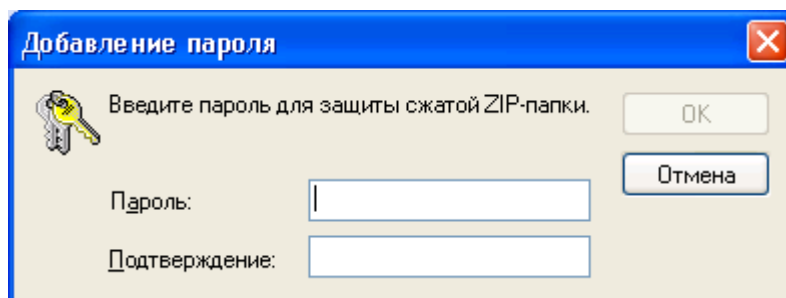 Добавление пароля
Введите пароль для защиты сжатой ZIP-папки.
OK
Отмена
Пароль:
Подтверждение: